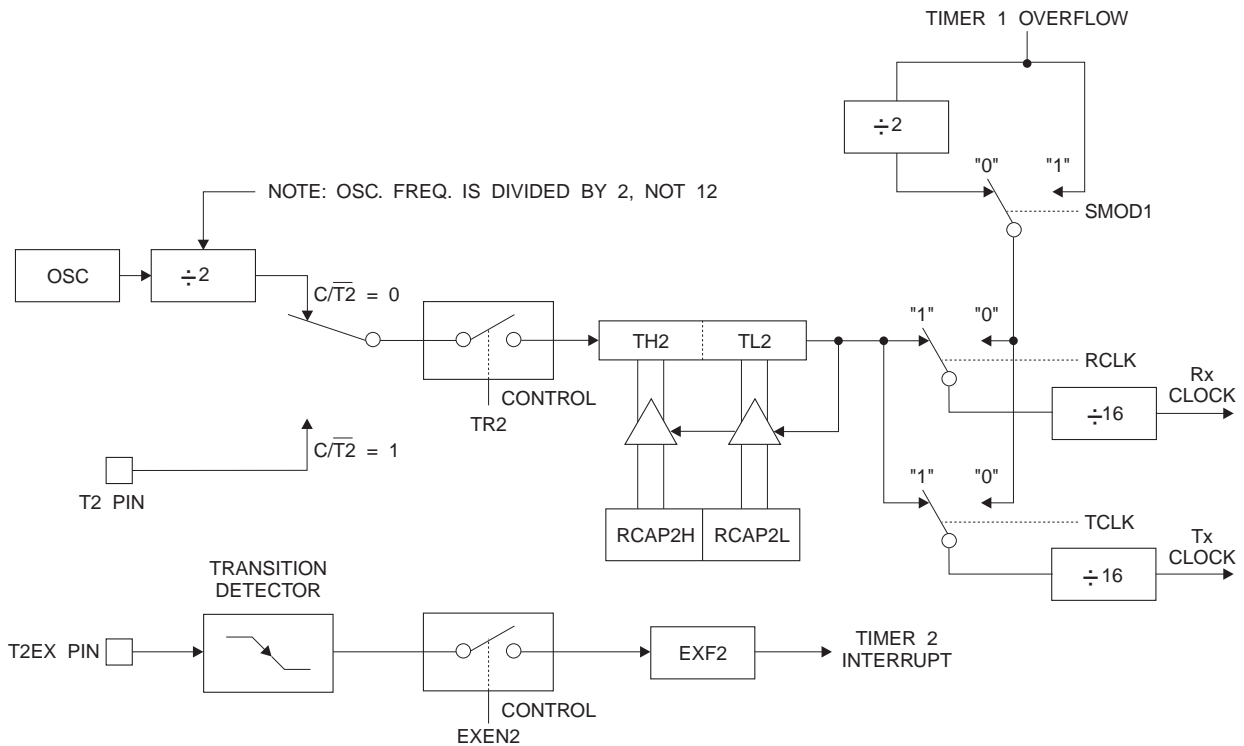 TIMER 1 OVERFLOW
÷2
"0"
"1"
NOTE: OSC. FREQ. IS DIVIDED BY 2, NOT 12
SMOD1
OSC
÷2
C/T2̅ = 0
"1"
"0"
TH2
TL2
RCLK
CONTROL
TR2
Rx
CLOCK
÷16
C/T2̅ = 1
T2 PIN
"1"
"0"
RCAP2H
RCAP2L
TCLK
Tx
CLOCK
÷16
TRANSITION
DETECTOR
T2EX PIN
EXF2
TIMER 2
INTERRUPT
CONTROL
EXEN2